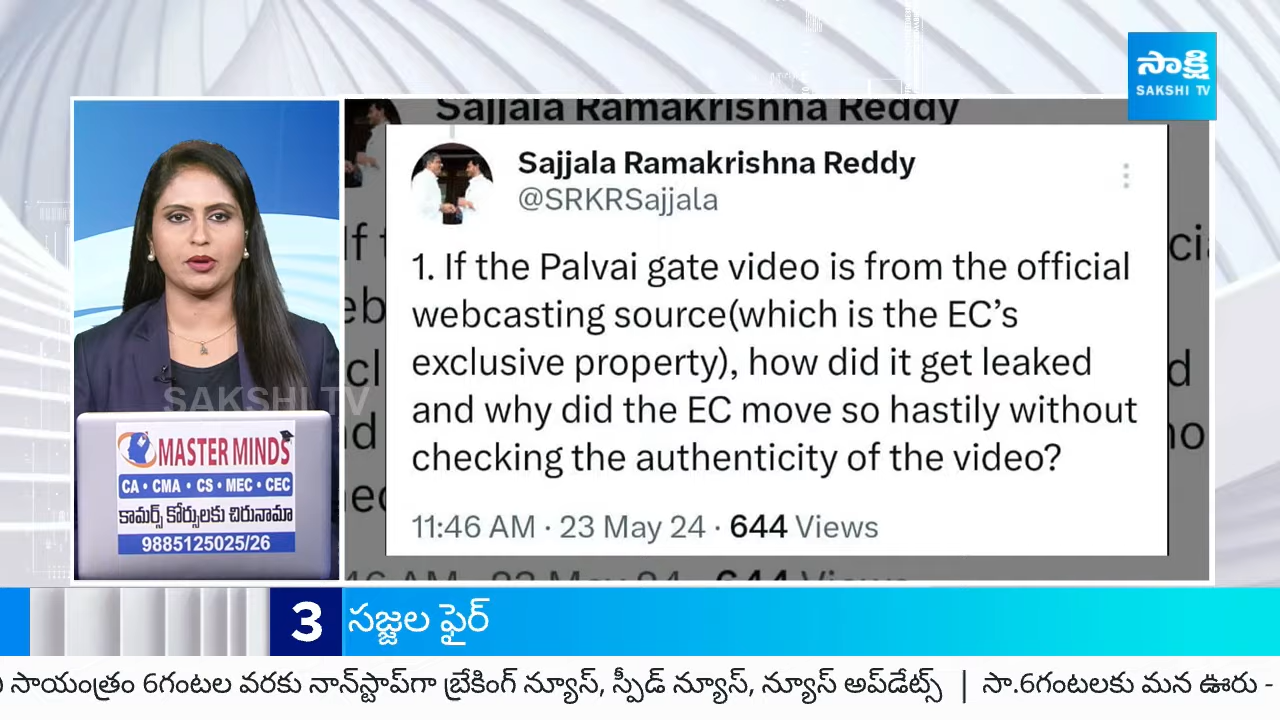 సాక్షి
SAKSHI TV
Sajjala Ramakrishna Reddy
Sajjala Ramakrishna Reddy
@SRKRSajjala
1. If the Palvai gate video is from the official
webcasting source(which is the EC’s
exclusive property), how did it get leaked
and why did the EC move so hastily without
checking the authenticity of the video?
11:46 AM · 23 May 24 · 644 Views
SAKSHI TV
MASTER MINDS
CA • CMA • CS • MEC • CEC
కామర్స్ కోర్సులకు చిరునామా
9885125025/26
3 సజ్జల ఫైర్
సాయంత్రం 6గంటల వరకు నాన్‌స్టాప్‌గా బ్రేకింగ్ న్యూస్, స్పీడ్ న్యూస్, న్యూస్ అప్‌డేట్స్ | సా.6గంటలకు మన ఊరు -